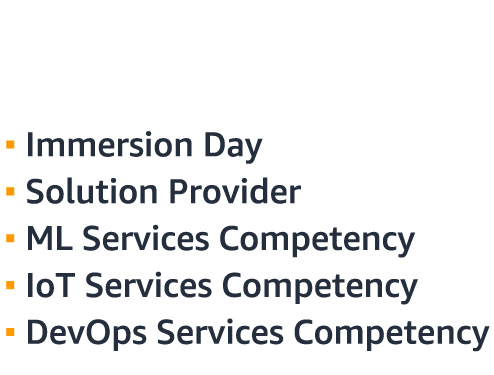 ▪ Immersion Day
▪ Solution Provider
▪ ML Services Competency
▪ IoT Services Competency
▪ DevOps Services Competency